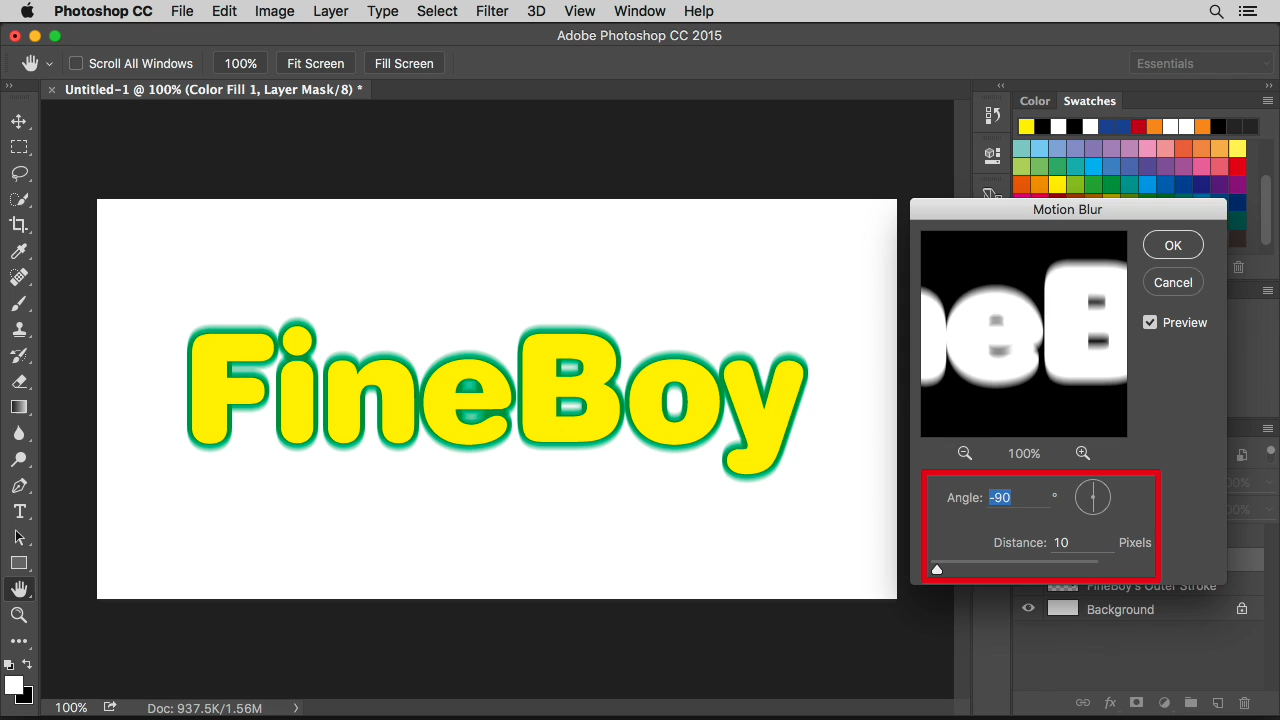 Photoshop CC File Edit Image Layer Type Select Filter 3D View Window Help
Adobe Photoshop CC 2015
Scroll All Windows 100% Fit Screen Fill Screen Essentials
Untitled-1 @ 100% (Color Fill 1, Layer Mask/8) *
Color Swatches
FineBoy
Motion Blur
neB
OK
Cancel
Preview
100%
Angle: -90 °
Distance: 10 Pixels
FineBoy's Outer Stroke
Background
fx
100% Doc: 937.5K/1.56M